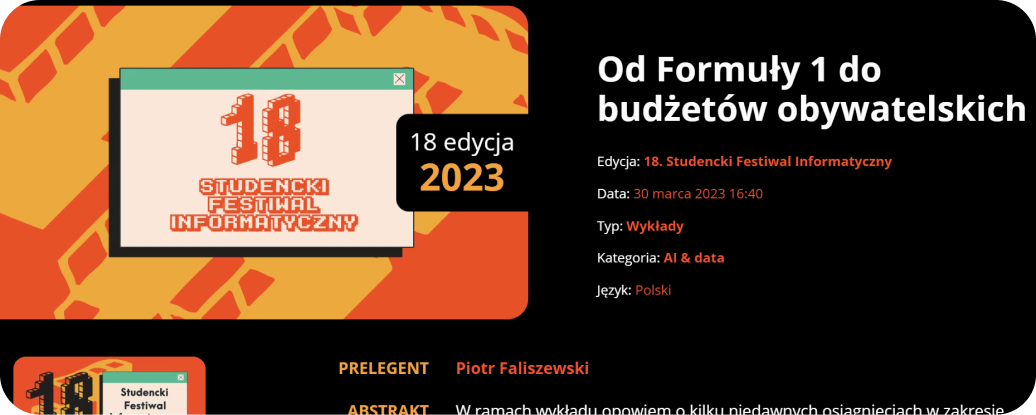 18
STUDENCKI
FESTIWAL
INFORMATYCZNY
18 edycja
2023
Od Formuły 1 do
budżetów obywatelskich
Edycja: 18. Studencki Festiwal Informatyczny
Data: 30 marca 2023 16:40
Typ: Wykłady
Kategoria: AI & data
Język: Polski
18
Studencki
Festiwal
PRELEGENT Piotr Faliszewski
ABSTRAKT W ramach wykładu opowiem o kilku niedawnych osiągnięciach w zakresie